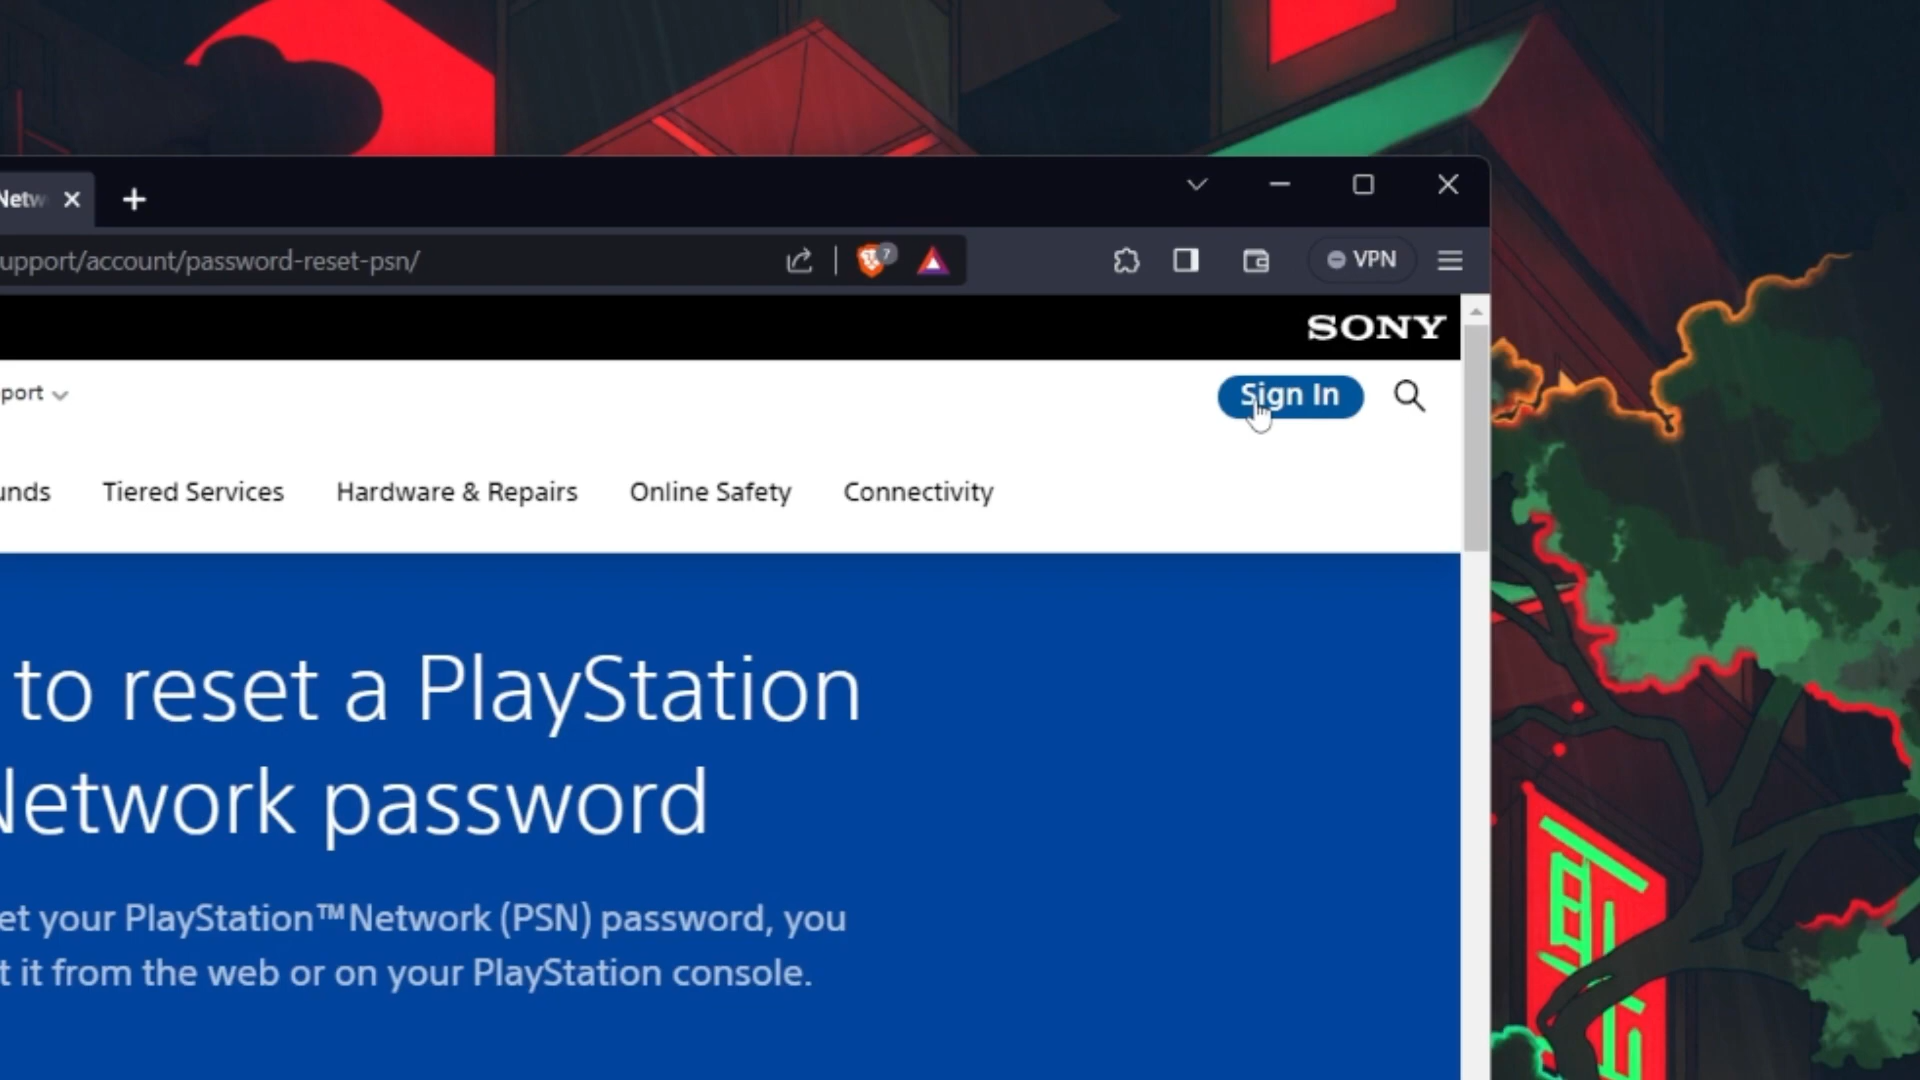 Netw
upport/account/password-reset-psn/
7
VPN
SONY
port
Sign In
unds
Tiered Services
Hardware & Repairs
Online Safety
Connectivity
to reset a PlayStation
Network password
et your PlayStation™Network (PSN) password, you
t it from the web or on your PlayStation console.